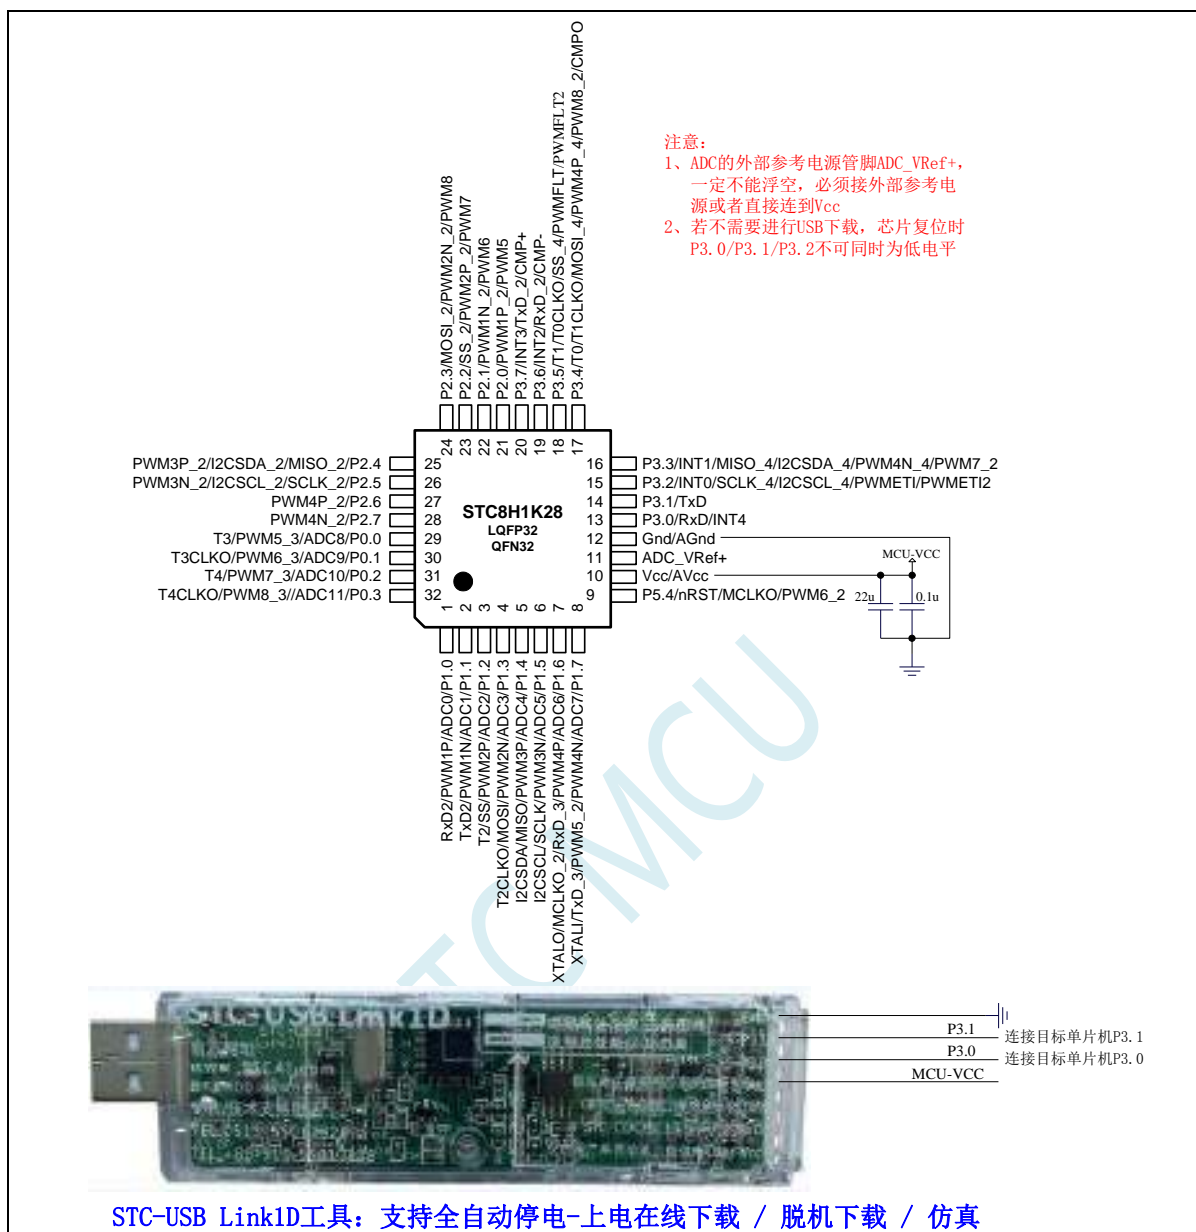 P2.3/MOSI_2/PWM2N_2/PWM8
P2.2/SS_2/PWM2P_2/PWM7
P2.1/PWM1N_2/PWM6
P2.0/PWM1P_2/PWM5
P3.7/INT3/TxD_2/CMP+
P3.6/INT2/RxD_2/CMP-
P3.5/T1/T0CLKO/SS_4/PWMFLT/PWMFLT2
P3.4/T0/T1CLKO/MOSI_4/PWM4P_4/PWM8_2/CMPO
注意:
1、ADC的外部参考电源管脚ADC_VRef+,
一定不能浮空, 必须接外部参考电
源或者直接连到Vcc
2、若不需要进行USB下载, 芯片复位时
P3.0/P3.1/P3.2不可同时为低电平
24 23 22 21 20 19 18 17
PWM3P_2/I2CSDA_2/MISO_2/P2.4 25
PWM3N_2/I2CSCL_2/SCLK_2/P2.5 26
PWM4P_2/P2.6 27
PWM4N_2/P2.7 28
T3/PWM5_3/ADC8/P0.0 29
T3CLKO/PWM6_3/ADC9/P0.1 30
T4/PWM7_3/ADC10/P0.2 31
T4CLKO/PWM8_3//ADC11/P0.3 32
STC8H1K28
LQFP32
QFN32
16 P3.3/INT1/MISO_4/I2CSDA_4/PWM4N_4/PWM7_2
15 P3.2/INT0/SCLK_4/I2CSCL_4/PWMETI/PWMETI2
14 P3.1/TxD
13 P3.0/RxD/INT4
12 Gnd/AGnd
11 ADC_VRef+
10 Vcc/AVcc
9 P5.4/nRST/MCLKO/PWM6_2
MCU-VCC
22u
0.1u
1 2 3 4 5 6 7 8
RxD2/PWM1P/ADC0/P1.0
TxD2/PWM1N/ADC1/P1.1
T2/SS/PWM2P/ADC2/P1.2
T2CLKO/MOSI/PWM2N/ADC3/P1.3
I2CSDA/MISO/PWM3P/ADC4/P1.4
I2CSCL/SCLK/PWM3N/ADC5/P1.5
XTALO/MCLKO_2/RxD_3/PWM4P/ADC6/P1.6
XTALI/TxD_3/PWM5_2/PWM4N/ADC7/P1.7
STC MCU
STC-USB Link1D
P3.1 连接目标单片机P3.1
P3.0 连接目标单片机P3.0
MCU-VCC
STC-USB Link1D工具: 支持全自动停电-上电在线下载 / 脱机下载 / 仿真